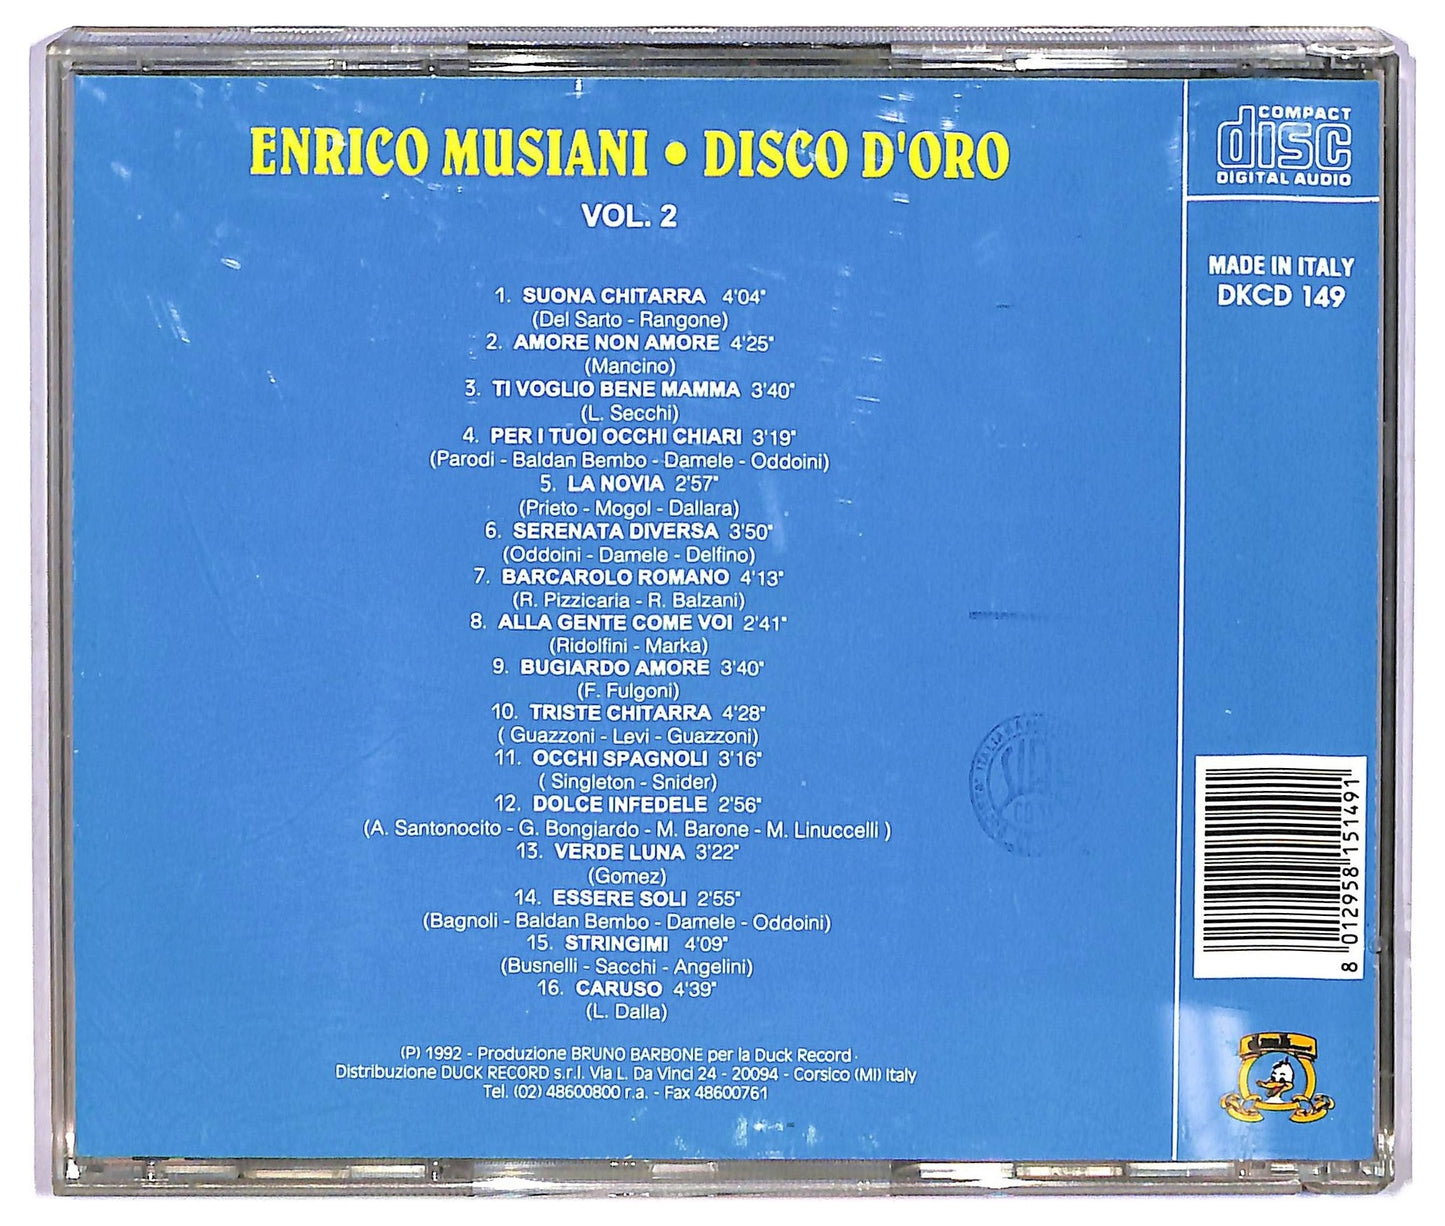 ENRICO MUSIANI • DISCO D'ORO
VOL. 2
COMPACT
disc
DIGITAL AUDIO
MADE IN ITALY
DKCD 149
1. SUONA CHITARRA 4'04"
(Del Sarto - Rangone)
2. AMORE NON AMORE 4'25"
(Mancino)
3. TI VOGLIO BENE MAMMA 3'40"
(L. Secchi)
4. PER I TUOI OCCHI CHIARI 3'19"
(Parodi - Baldan Bembo - Damele - Oddoini)
5. LA NOVIA 2'57"
(Prieto - Mogol - Dallara)
6. SERENATA DIVERSA 3'50"
(Oddoini - Damele - Delfino)
7. BARCAROLO ROMANO 4'13"
(R. Pizzicaria - R. Balzani)
8. ALLA GENTE COME VOI 2'41"
(Ridolfini - Marka)
9. BUGIARDO AMORE 3'40"
(F. Fulgoni)
10. TRISTE CHITARRA 4'28"
( Guazzoni - Levi - Guazzoni)
11. OCCHI SPAGNOLI 3'16"
( Singleton - Snider)
12. DOLCE INFEDELE 2'56"
(A. Santonocito - G. Bongiardo - M. Barone - M. Linuccelli )
13. VERDE LUNA 3'22"
(Gomez)
14. ESSERE SOLI 2'55"
(Bagnoli - Baldan Bembo - Damele - Oddoini)
15. STRINGIMI 4'09"
(Busnelli - Sacchi - Angelini)
16. CARUSO 4'39"
(L. Dalla)
(P) 1992 - Produzione BRUNO BARBONE per la Duck Record
Distribuzione DUCK RECORD s.r.l. Via L. Da Vinci 24 - 20094 - Corsico (MI) Italy
Tel. (02) 48600800 r.a. - Fax 48600761
8 012958 151491